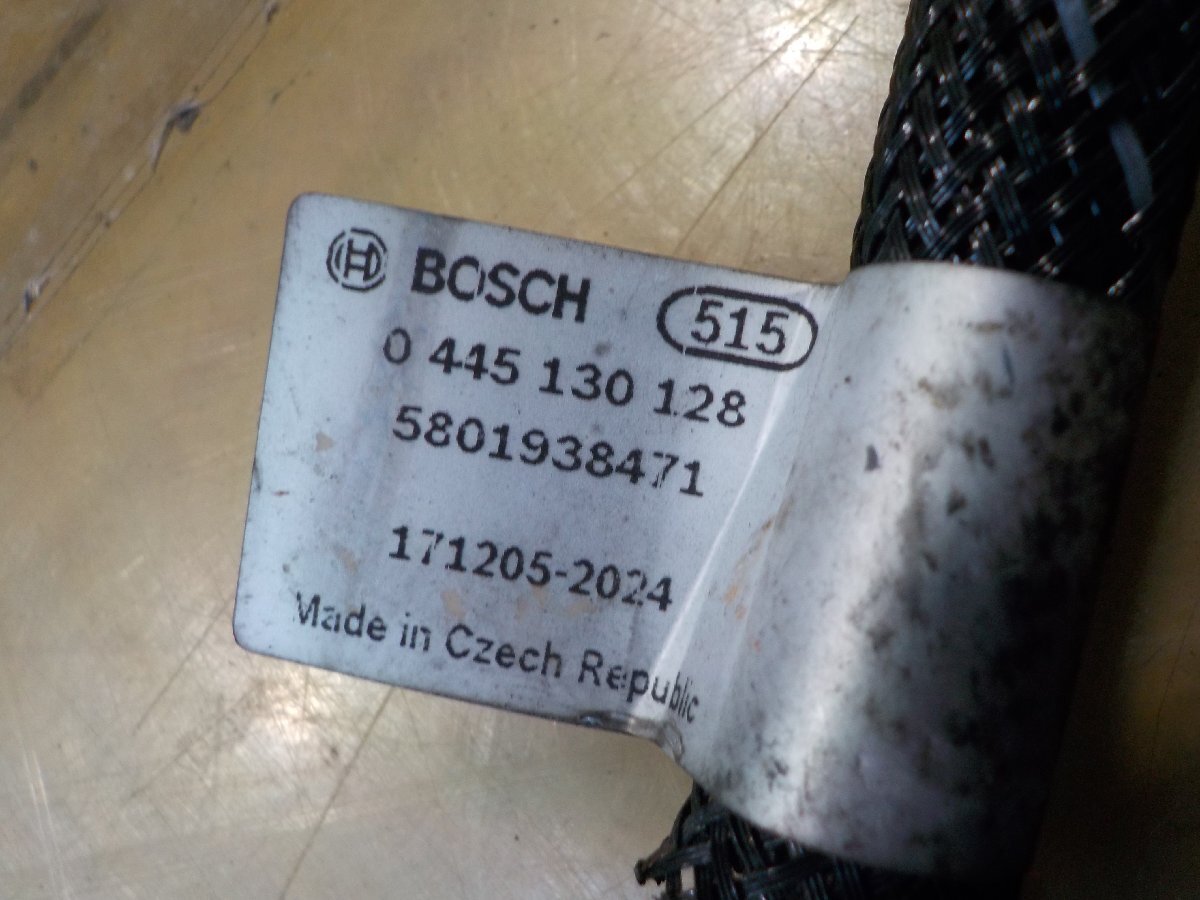 BOSCH 515
0 445 130 128
5801938471
171205-2024
Made in Czech Republic